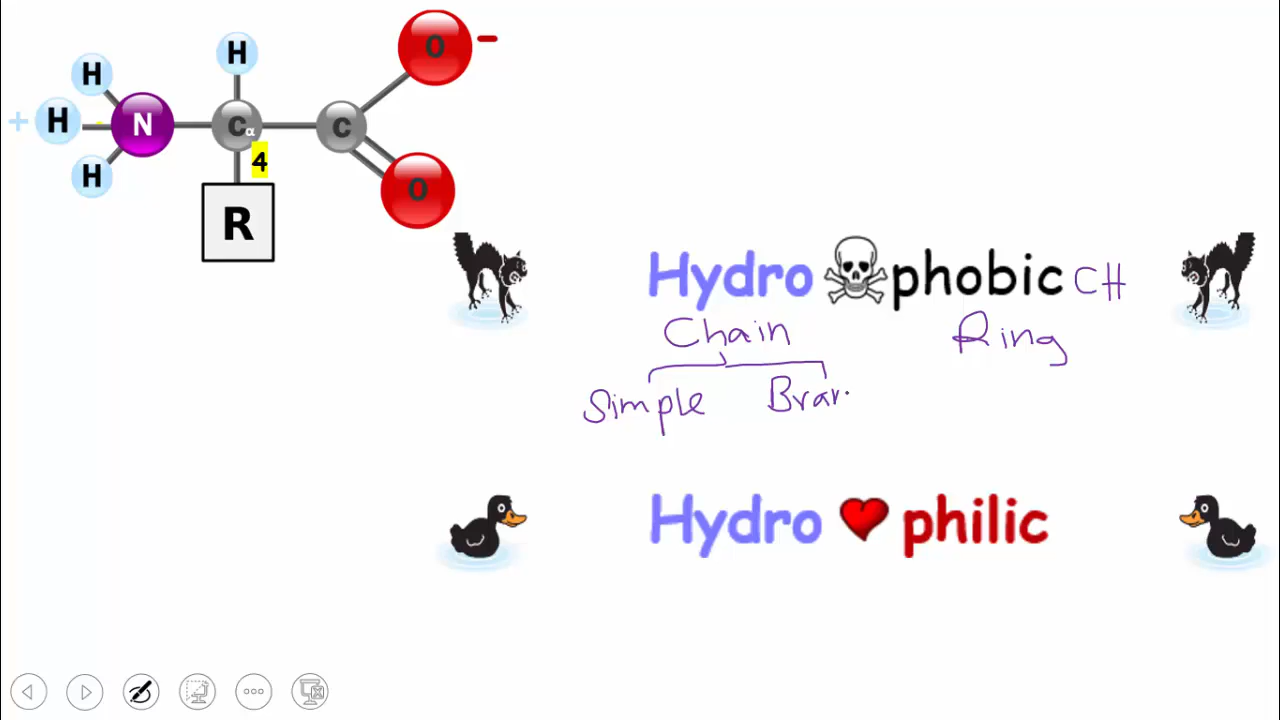 O −
H
H
+ H N Cα C
4
H O
R
Hydro phobic CH
Chain Ring
Simple Bran
Hydro philic